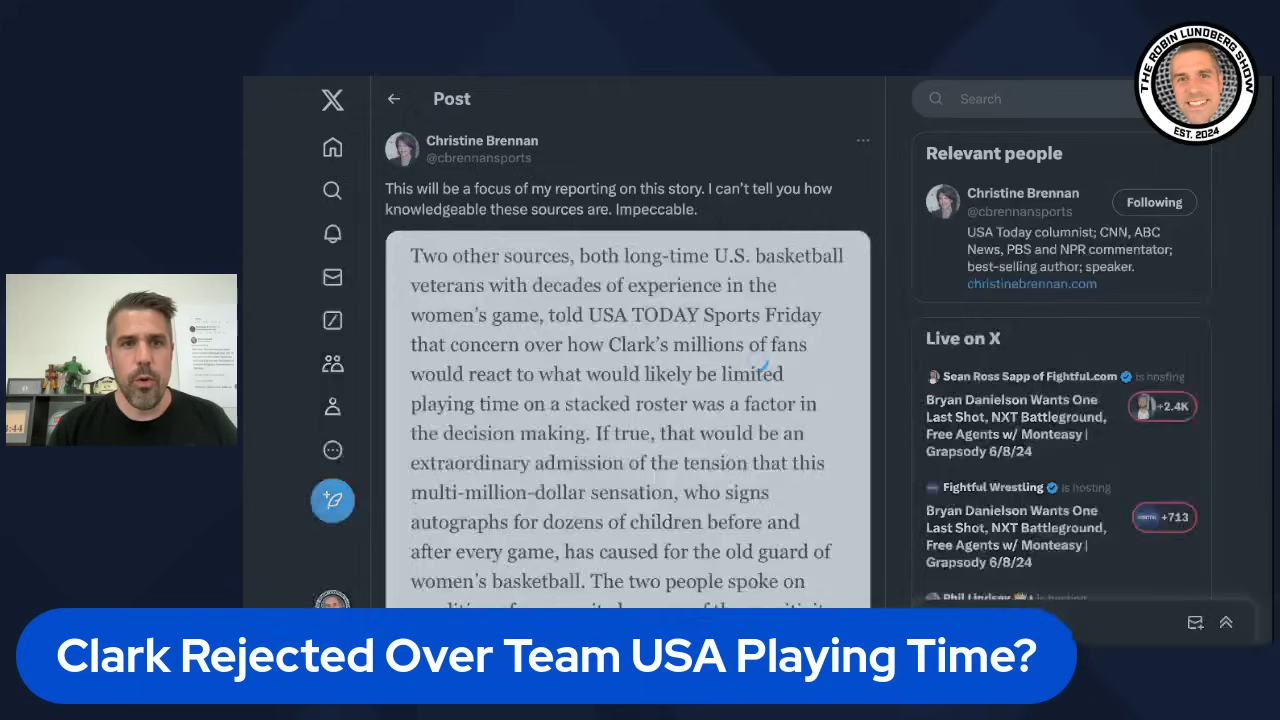 THE ROBIN LUNDBERG SHOW
EST. 2024
Post
Search
Christine Brennan
@cbrennansports
This will be a focus of my reporting on this story. I can't tell you how
knowledgeable these sources are. Impeccable.
Two other sources, both long-time U.S. basketball
veterans with decades of experience in the
women's game, told USA TODAY Sports Friday
that concern over how Clark's millions of fans
would react to what would likely be limited
playing time on a stacked roster was a factor in
the decision making. If true, that would be an
extraordinary admission of the tension that this
multi-million-dollar sensation, who signs
autographs for dozens of children before and
after every game, has caused for the old guard of
women's basketball. The two people spoke on
Relevant people
Christine Brennan
@cbrennansports
Following
USA Today columnist; CNN, ABC
News, PBS and NPR commentator;
best-selling author; speaker.
christinebrennan.com
Live on X
Sean Ross Sapp of Fightful.com is hosting
Bryan Danielson Wants One
Last Shot, NXT Battleground,
Free Agents w/ Monteasy |
Grapsody 6/8/24
+2.4K
Fightful Wrestling is hosting
Bryan Danielson Wants One
Last Shot, NXT Battleground,
Free Agents w/ Monteasy |
Grapsody 6/8/24
+713
Phil Lindsay is hosting
:44
Clark Rejected Over Team USA Playing Time?